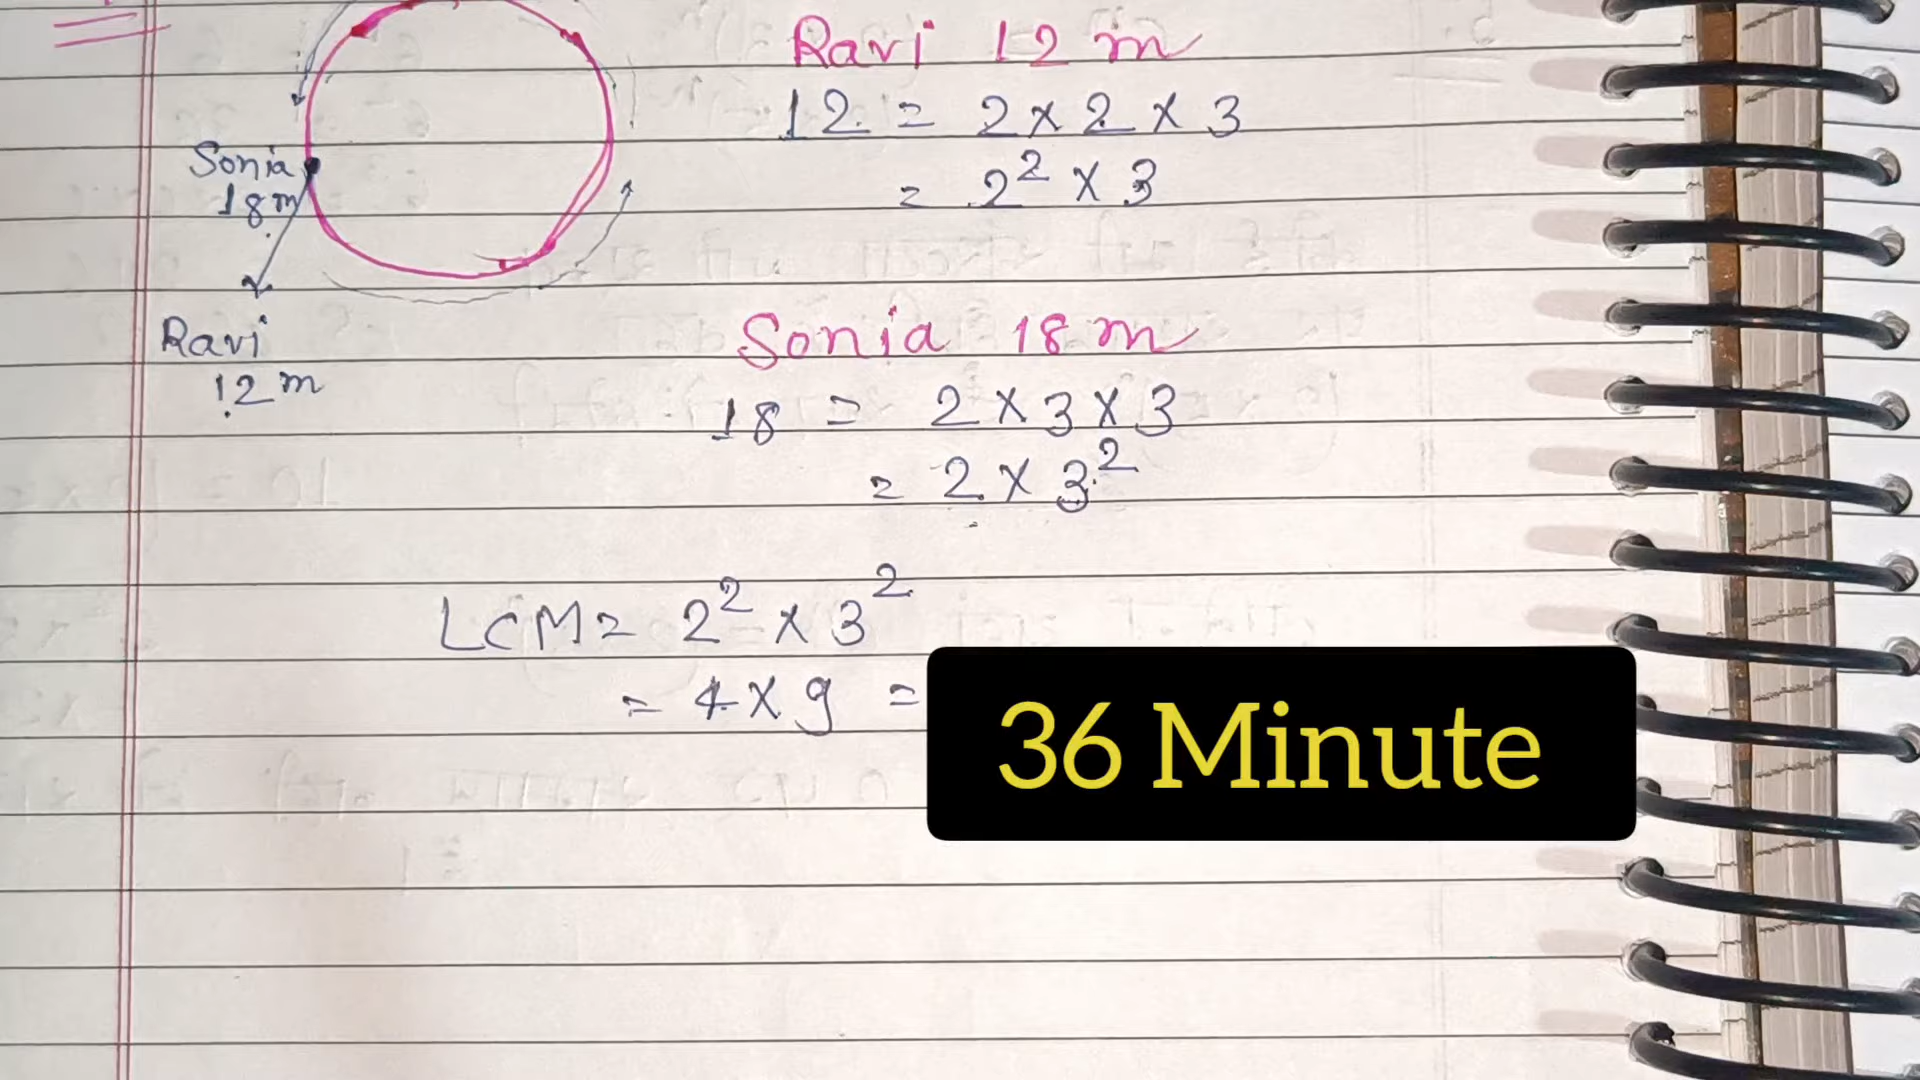 Ravi 12 m
12 = 2 x 2 x 3
= 2² x 3
Sonia
18m
Ravi
12 m
Sonia 18 m
18 = 2 x 3 x 3
= 2 x 3²
LCM = 2² x 3²
= 4 x 9 =
36 Minute